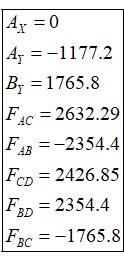 A_X = 0
A_Y = -1177.2
B_Y = 1765.8
F_AC = 2632.29
F_AB = -2354.4
F_CD = 2426.85
F_BD = 2354.4
F_BC = -1765.8